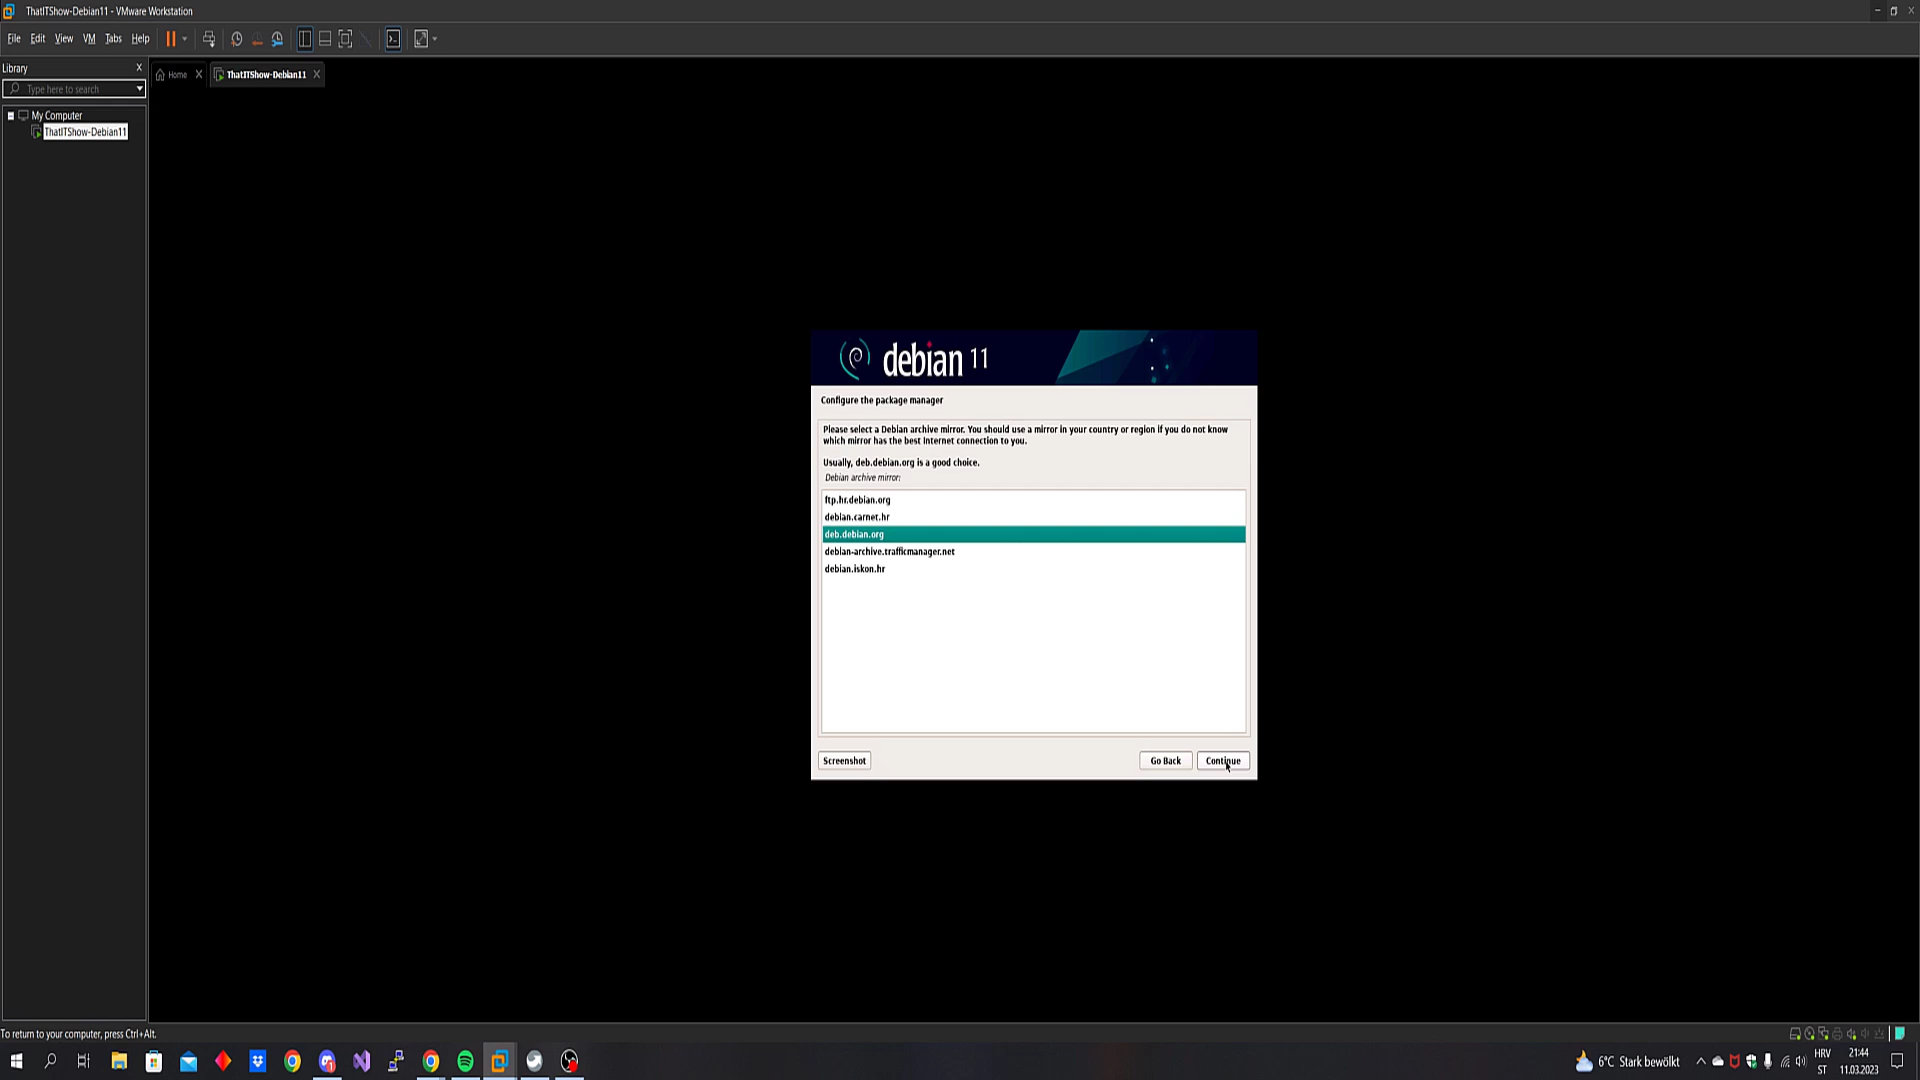 ThatITShow-Debian11 - VMware Workstation
File Edit View VM Tabs Help
Library
Type here to search
My Computer
ThatITShow-Debian11
Home
ThatITShow-Debian11
debian 11
Configure the package manager
Please select a Debian archive mirror. You should use a mirror in your country or region if you do not know
which mirror has the best Internet connection to you.
Usually, deb.debian.org is a good choice.
Debian archive mirror:
ftp.hr.debian.org
debian.carnet.hr
deb.debian.org
debian-archive.trafficmanager.net
debian.iskon.hr
Screenshot
Go Back
Continue
To return to your computer, press Ctrl+Alt.
6°C Stark bewölkt
HRV
ST
21:44
11.03.2023